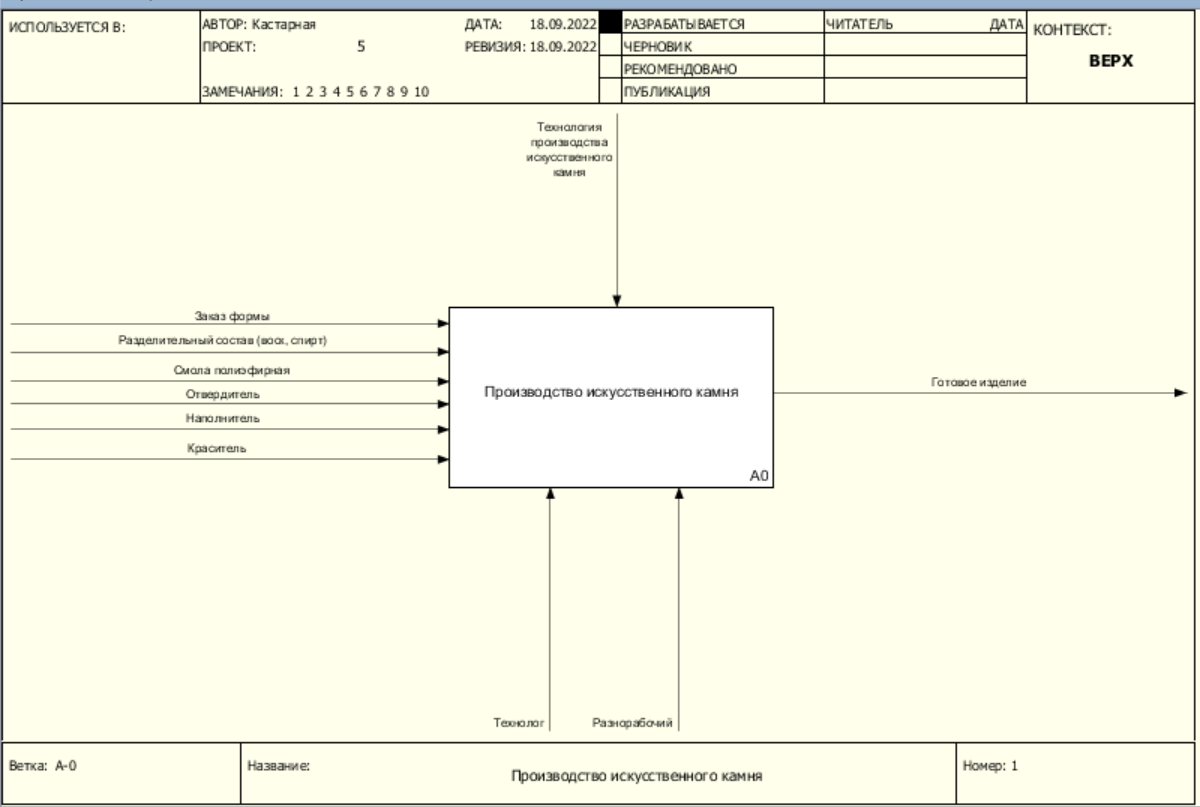 ИСПОЛЬЗУЕТСЯ В:
АВТОР: Кастарная
ДАТА: 18.09.2022
ПРОЕКТ: 5
РЕВИЗИЯ: 18.09.2022
ЗАМЕЧАНИЯ: 1 2 3 4 5 6 7 8 9 10
РАЗРАБАТЫВАЕТСЯ
ЧЕРНОВИК
РЕКОМЕНДОВАНО
ПУБЛИКАЦИЯ
ЧИТАТЕЛЬ ДАТА
КОНТЕКСТ:
ВЕРХ
Технология
производства
искусственного
камня
Заказ формы
Разделительный состав (воск, спирт)
Смола полиэфирная
Отвердитель
Наполнитель
Краситель
Производство искусственного камня
A0
Готовое изделие
Технолог
Разнорабочий
Ветка: A-0
Название:
Производство искусственного камня
Номер: 1